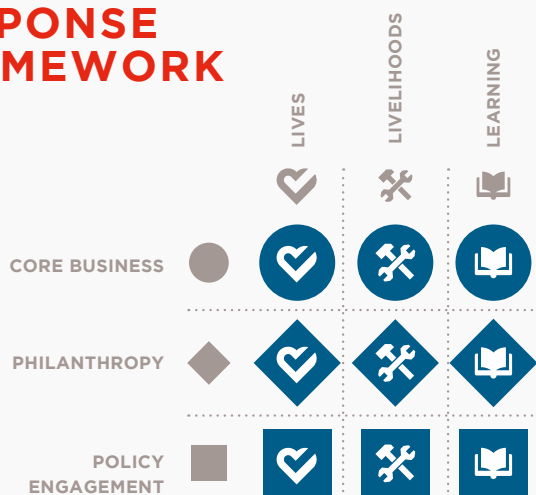 PONSE
MEWORK
LIVES
LIVELIHOODS
LEARNING
CORE BUSINESS
PHILANTHROPY
POLICY
ENGAGEMENT